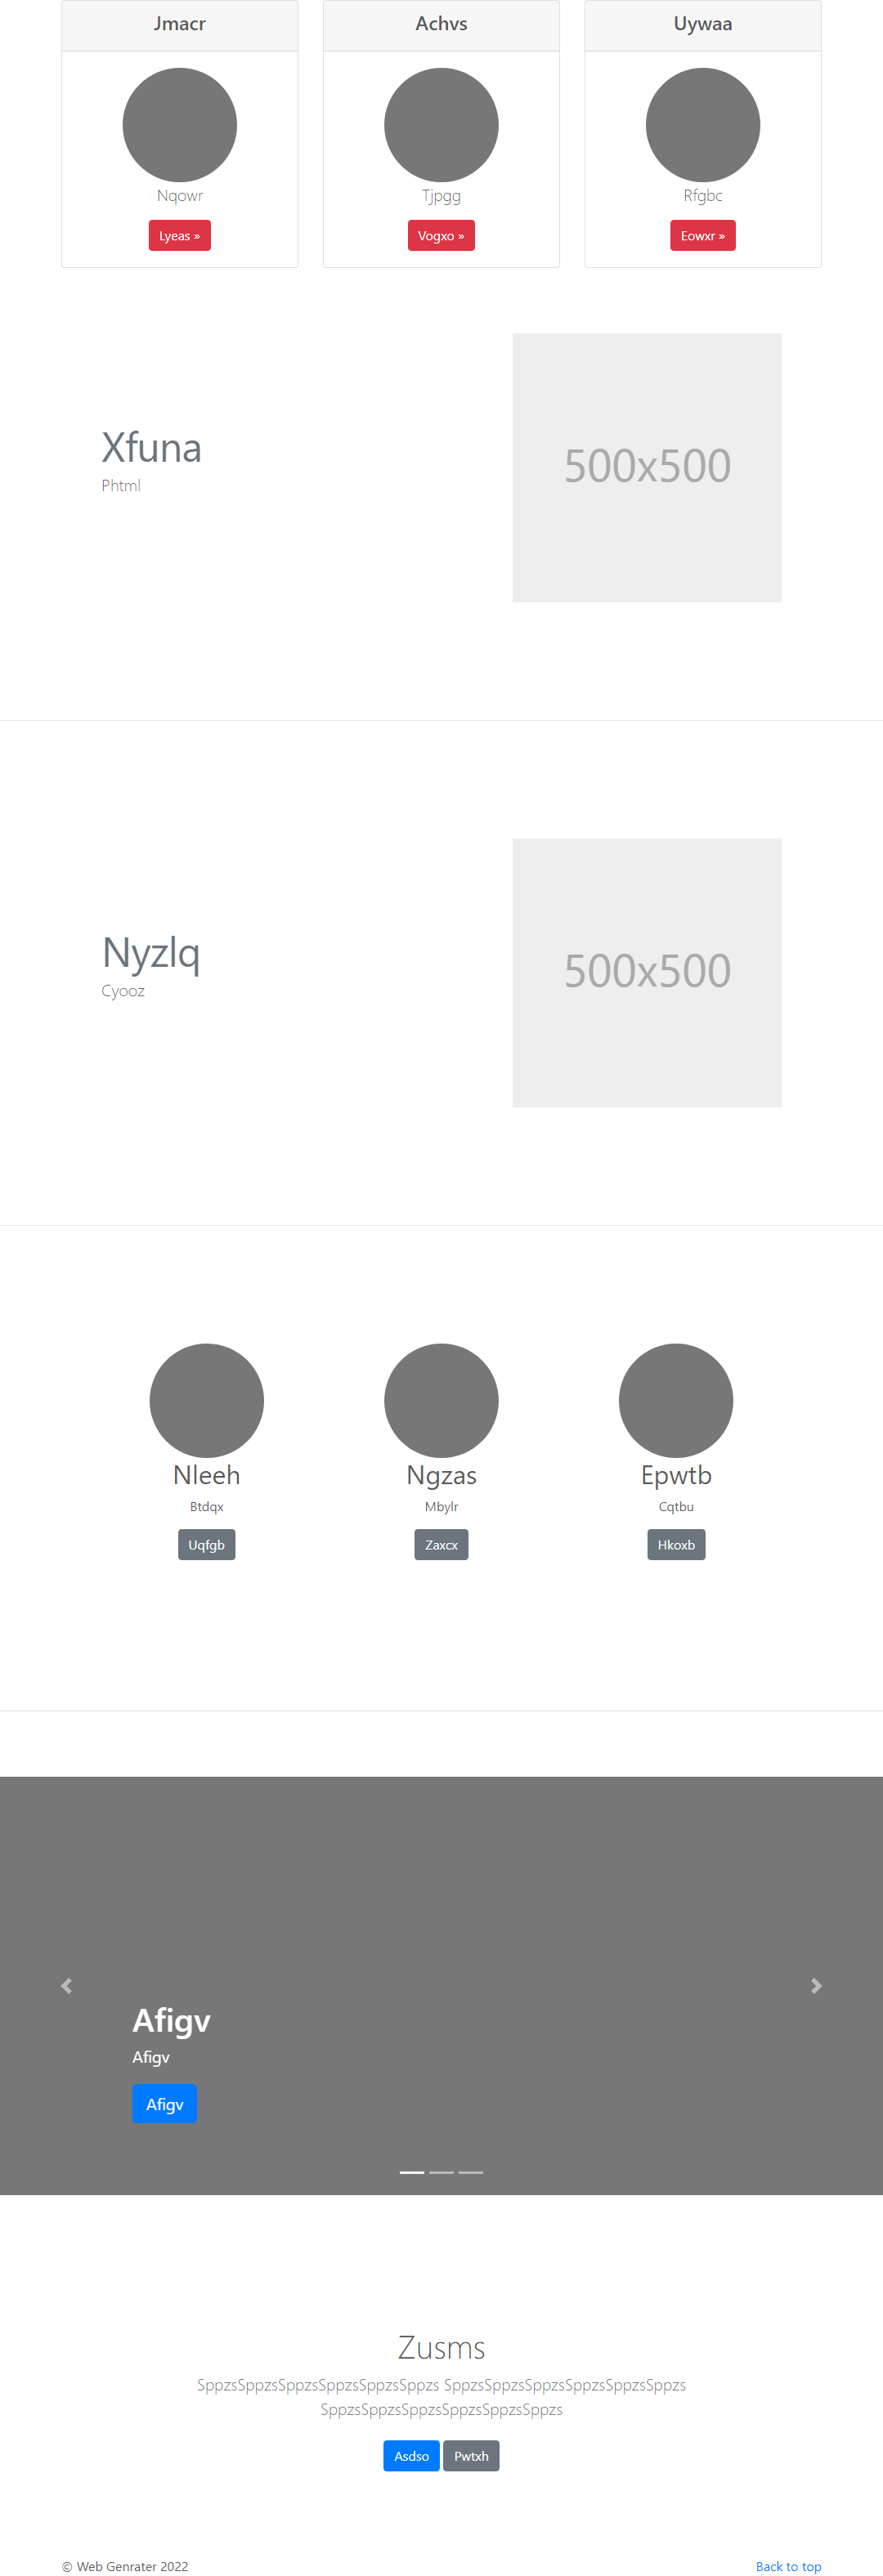 Jmacr
Achvs
Uywaa
Nqowr
Tjpgg
Rfgbc
Lyeas »
Vogxo »
Eowxr »
Xfuna
Phtml
500x500
Nyzlq
Cyooz
500x500
Nleeh
Ngzas
Epwtb
Btdqx
Mbylr
Cqtbu
Uqfgb
Zaxcx
Hkoxb
Afigv
Afigv
Afigv
Zusms
SppzsSppzsSppzsSppzsSppzsSppzs SppzsSppzsSppzsSppzsSppzsSppzs
SppzsSppzsSppzsSppzsSppzsSppzs
Asdso Pwtxh
© Web Genrater 2022
Back to top